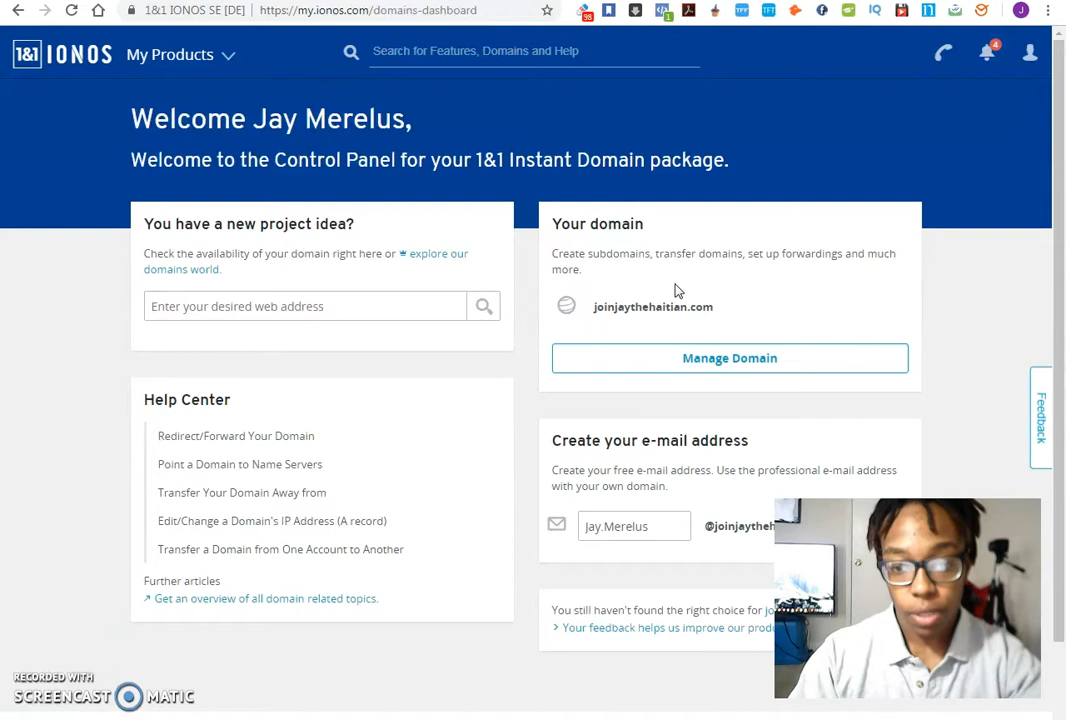 1&1 IONOS SE [DE]
https://my.ionos.com/domains-dashboard
98
J
1&1 IONOS
My Products
Search for Features, Domains and Help
4
Welcome Jay Merelus,
Welcome to the Control Panel for your 1&1 Instant Domain package.
You have a new project idea?
Check the availability of your domain right here or explore our
domains world.
Enter your desired web address
Your domain
Create subdomains, transfer domains, set up forwardings and much
more.
joinjaythehaitian.com
Manage Domain
Help Center
Redirect/Forward Your Domain
Point a Domain to Name Servers
Transfer Your Domain Away from
Edit/Change a Domain's IP Address (A record)
Transfer a Domain from One Account to Another
Further articles
Get an overview of all domain related topics.
Create your e-mail address
Create your free e-mail address. Use the professional e-mail address
with your own domain.
Jay.Merelus
@joinjaytheh
You still haven't found the right choice for jo
> Your feedback helps us improve our produ
Feedback
RECORDED WITH
SCREENCAST MATIC